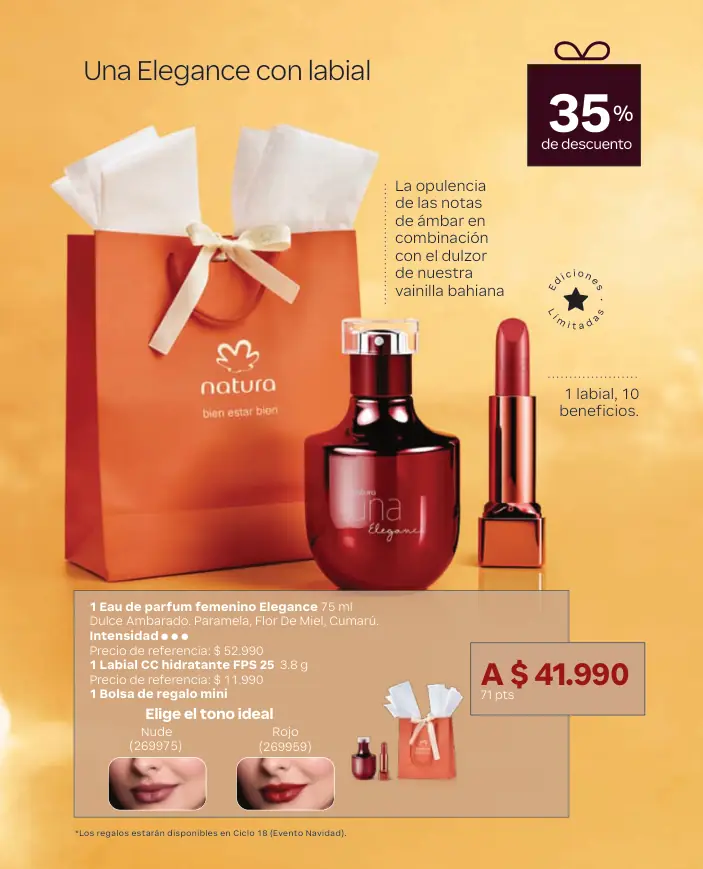 Una Elegance con labial
35%
de descuento
La opulencia
de las notas
de ámbar en
combinación
con el dulzor
de nuestra
vainilla bahiana
Ediciones
Limitadas
1 labial, 10
beneficios.
natura
bien estar bien
natura
una
Elegance
1 Eau de parfum femenino Elegance 75 ml
Dulce Ambarado. Paramela, Flor De Miel, Cumarú.
Intensidad ● ● ●
Precio de referencia: $ 52.990
1 Labial CC hidratante FPS 25 3.8 g
Precio de referencia: $ 11.990
1 Bolsa de regalo mini
A $ 41.990
71 pts
Elige el tono ideal
Nude
(269975)
Rojo
(269959)
*Los regalos estarán disponibles en Ciclo 18 (Evento Navidad).